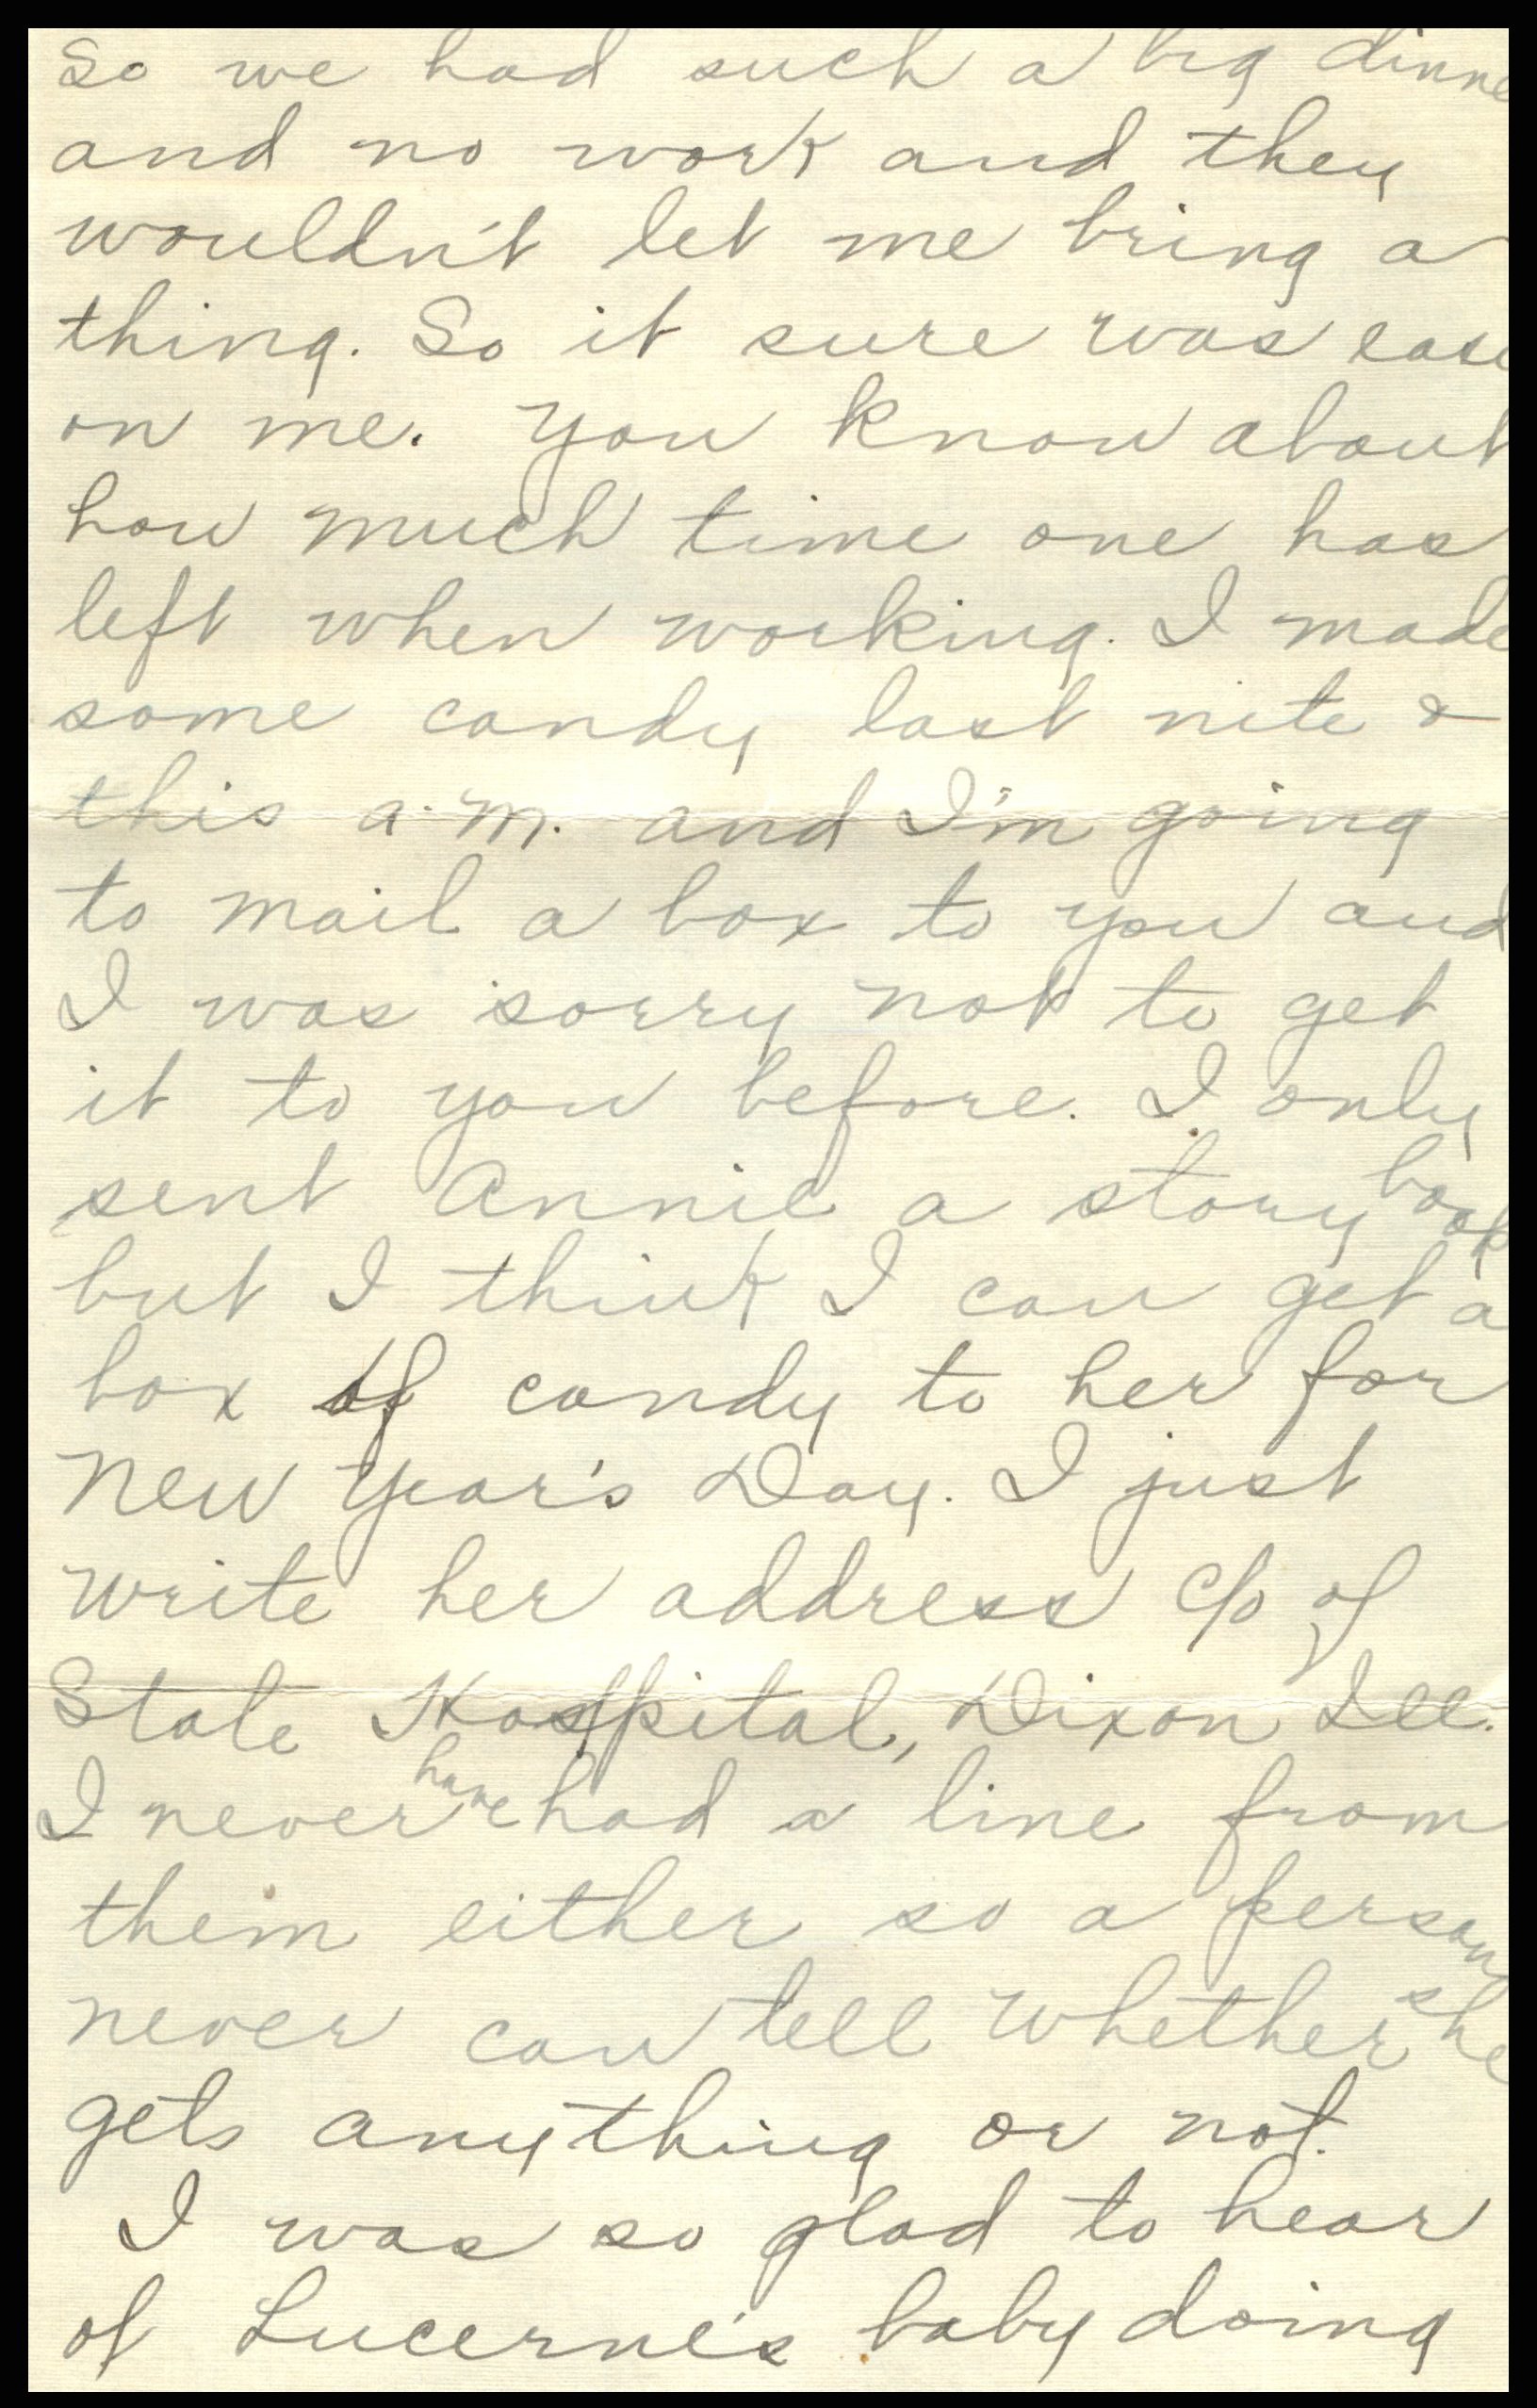 So we had such a big dinne
and no work and they
wouldn't let me bring a
thing. So it sure was easy
on me. You know about
how much time one has
left when working. I made
some candy last nite &
this a.m. and I'm going
to mail a box to you and
I was sorry not to get
it to you before. I only
sent Annie a story book
but I think I can get a
box of candy to her for
New Year's Day. I just
write her address c/o of
State Hospital, Dixon Ill.
I never have had a line from
them either so a person
never can tell whether she
gets anything or not.
I was so glad to hear
of Lucerne's baby doing